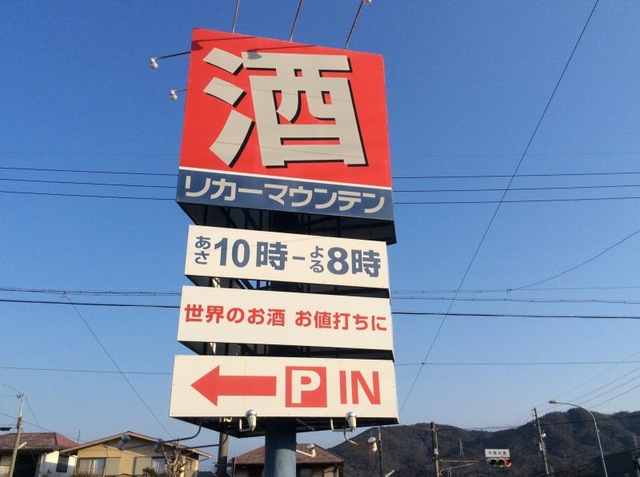 酒
リカーマウンテン
あさ10時-よる8時
世界のお酒 お値打ちに
P IN